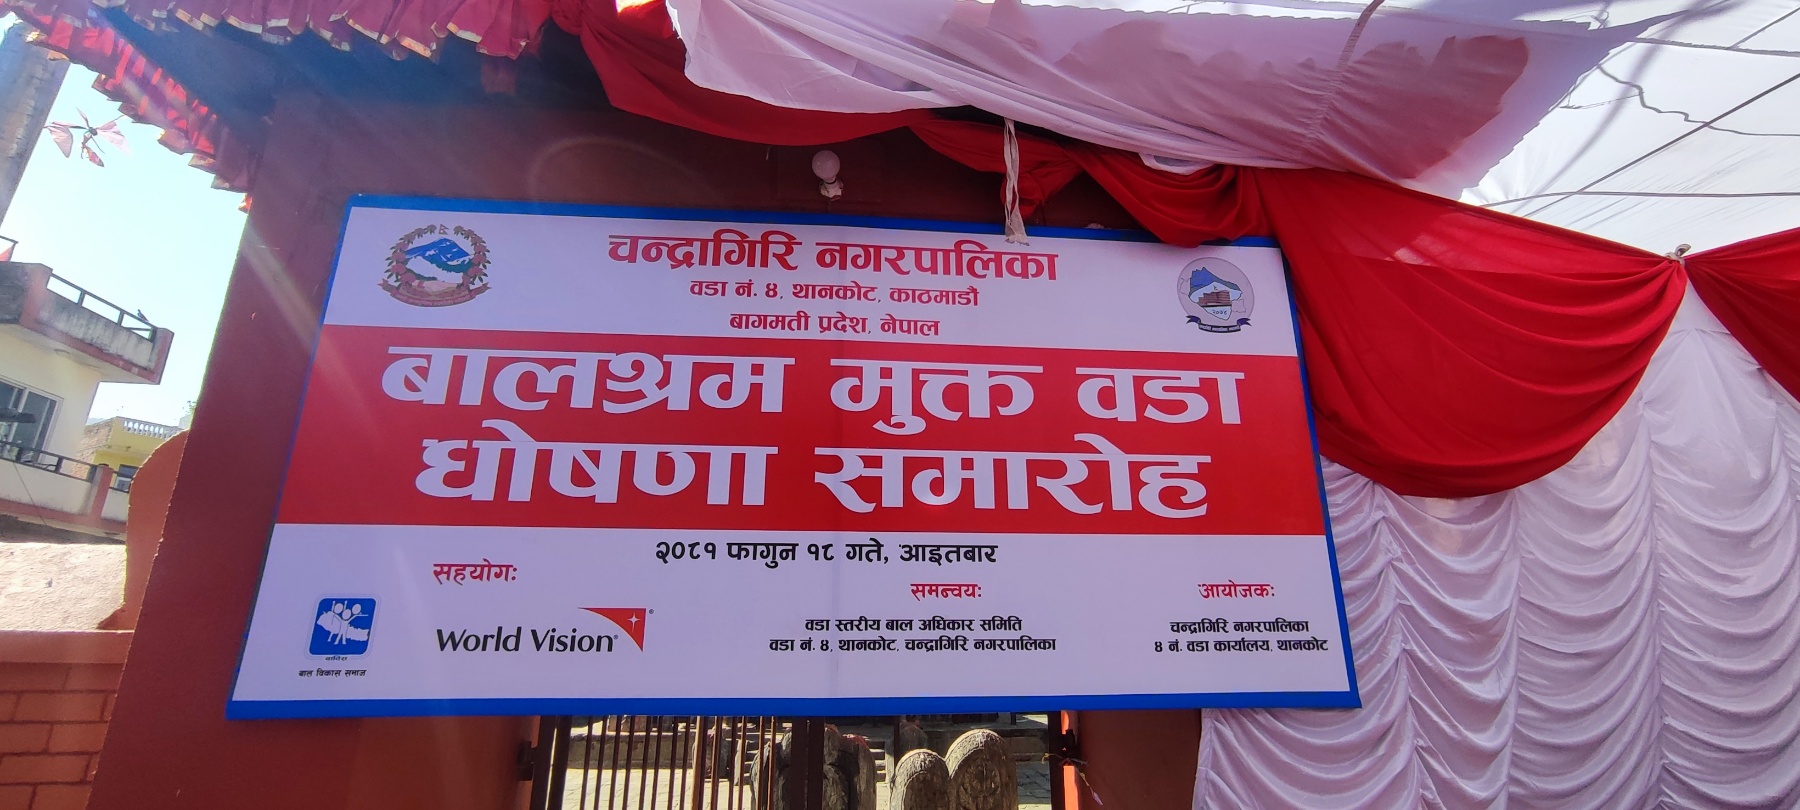 चन्द्रागिरि नगरपालिका
वडा नं. ४, थानकोट, काठमाडौं
बागमती प्रदेश, नेपाल
बालश्रम मुक्त वडा
घोषणा समारोह
२०८१ फागुन १८ गते, आइतबार
सहयोगः
बाल विकास समाज
World Vision
समन्वयः
वडा स्तरीय बाल अधिकार समिति
वडा नं. ४, थानकोट, चन्द्रागिरि नगरपालिका
आयोजकः
चन्द्रागिरि नगरपालिका
४ नं. वडा कार्यालय, थानकोट